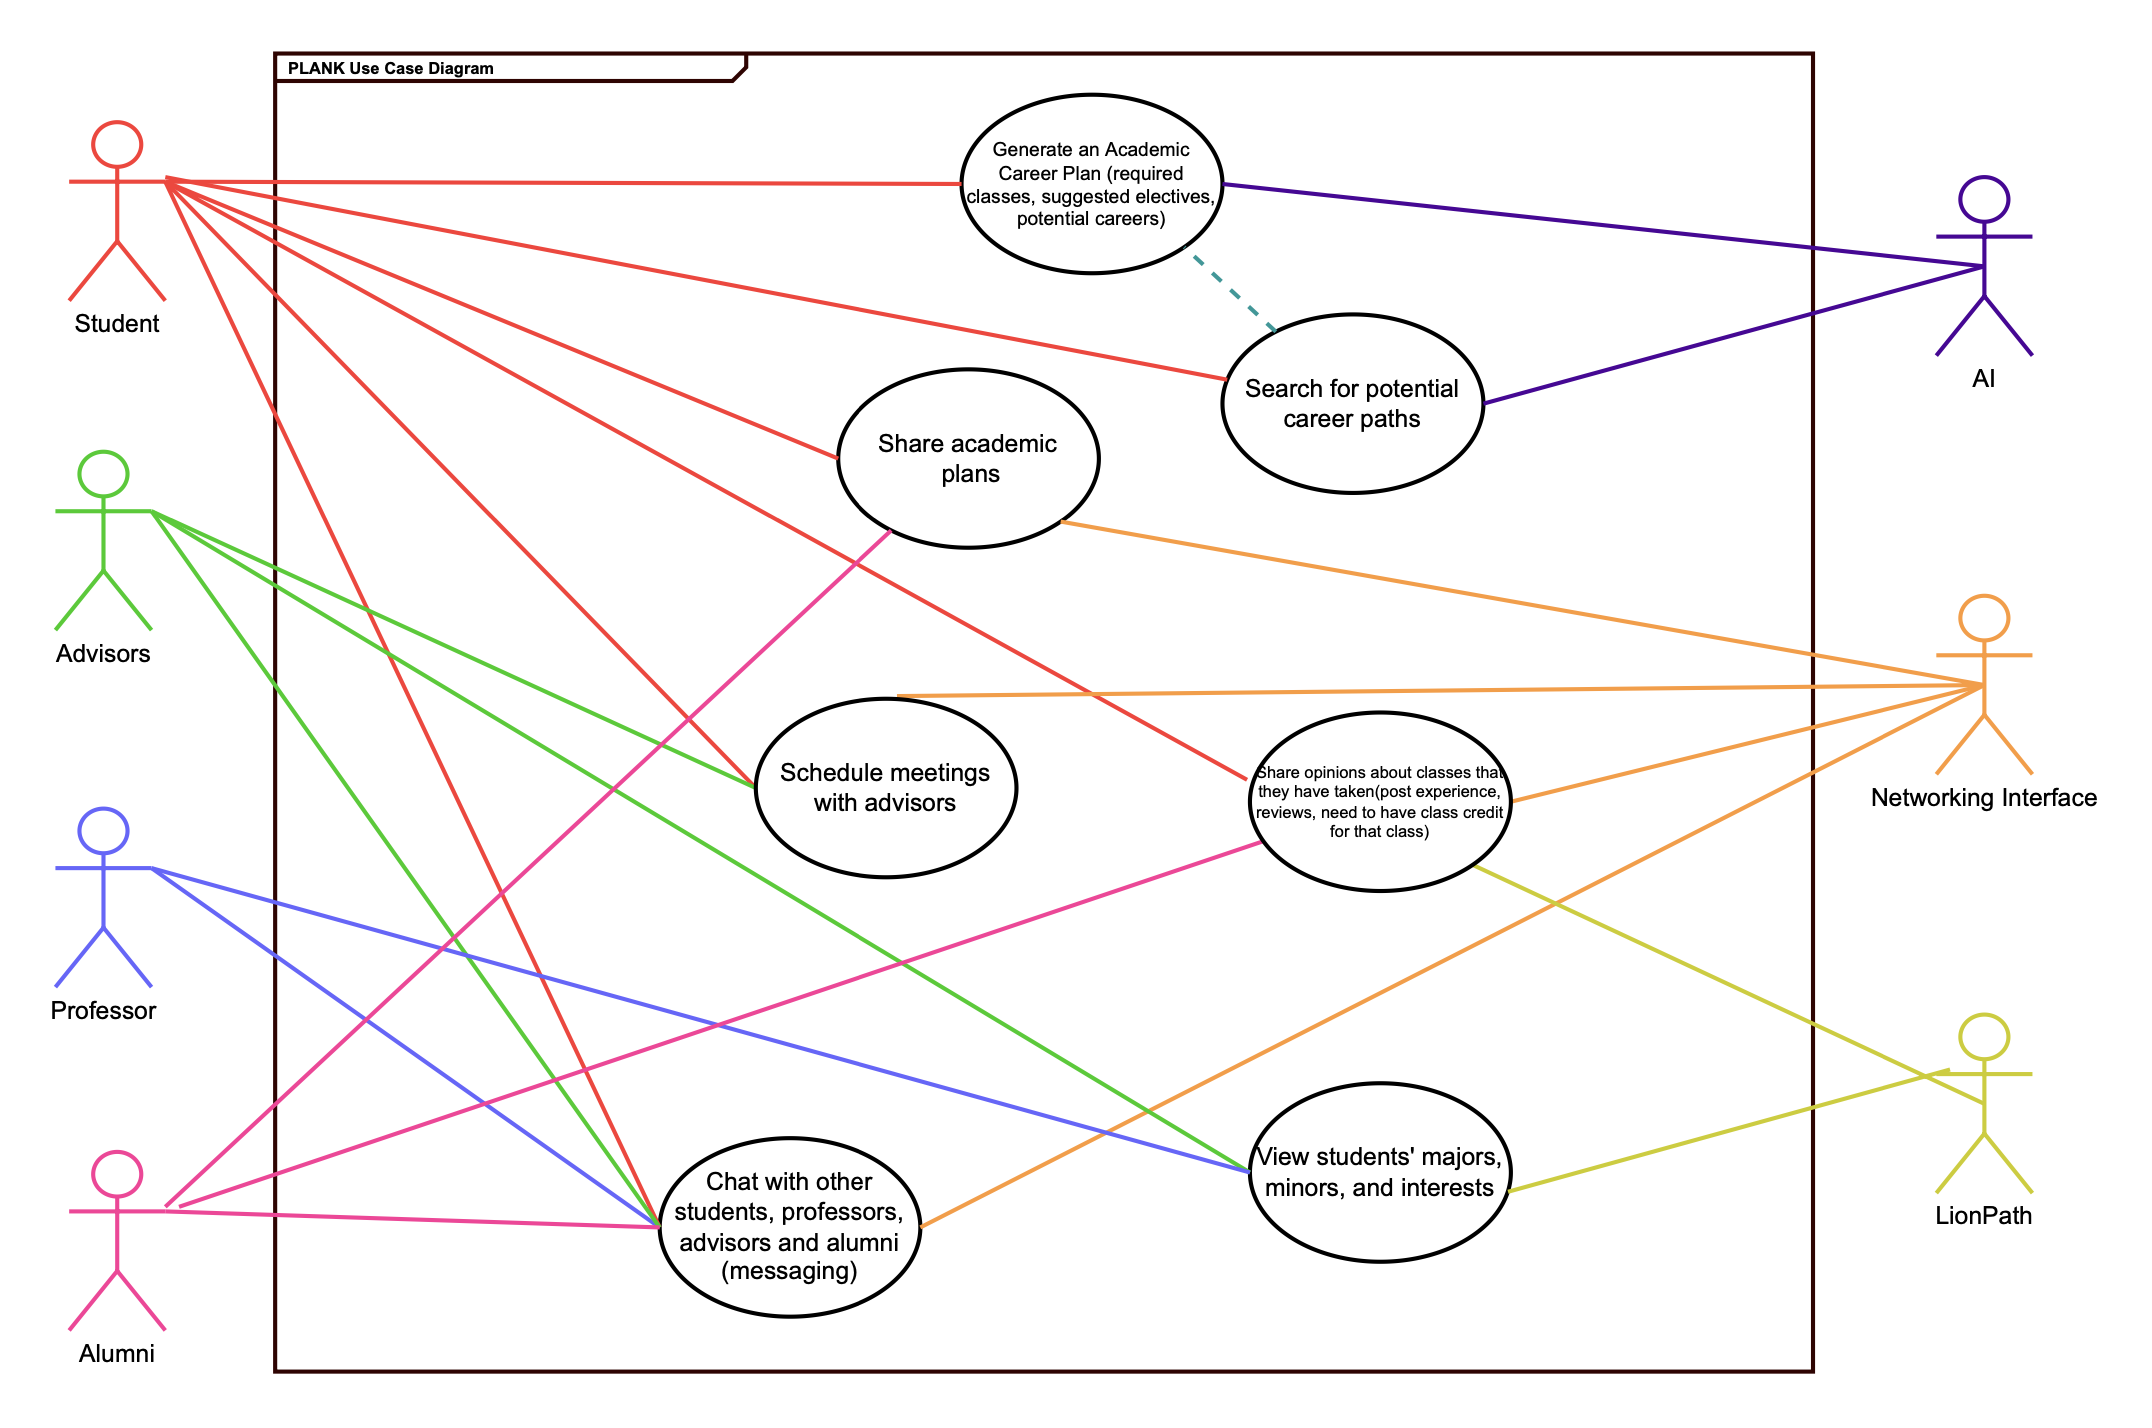 PLANK Use Case Diagram
Generate an Academic
Career Plan (required
classes, suggested electives,
potential careers)
Student
AI
Search for potential
career paths
Share academic
plans
Advisors
Networking Interface
Schedule meetings
with advisors
Share opinions about classes that
they have taken(post experience,
reviews, need to have class credit
for that class)
Professor
View students' majors,
minors, and interests
LionPath
Chat with other
students, professors,
advisors and alumni
(messaging)
Alumni